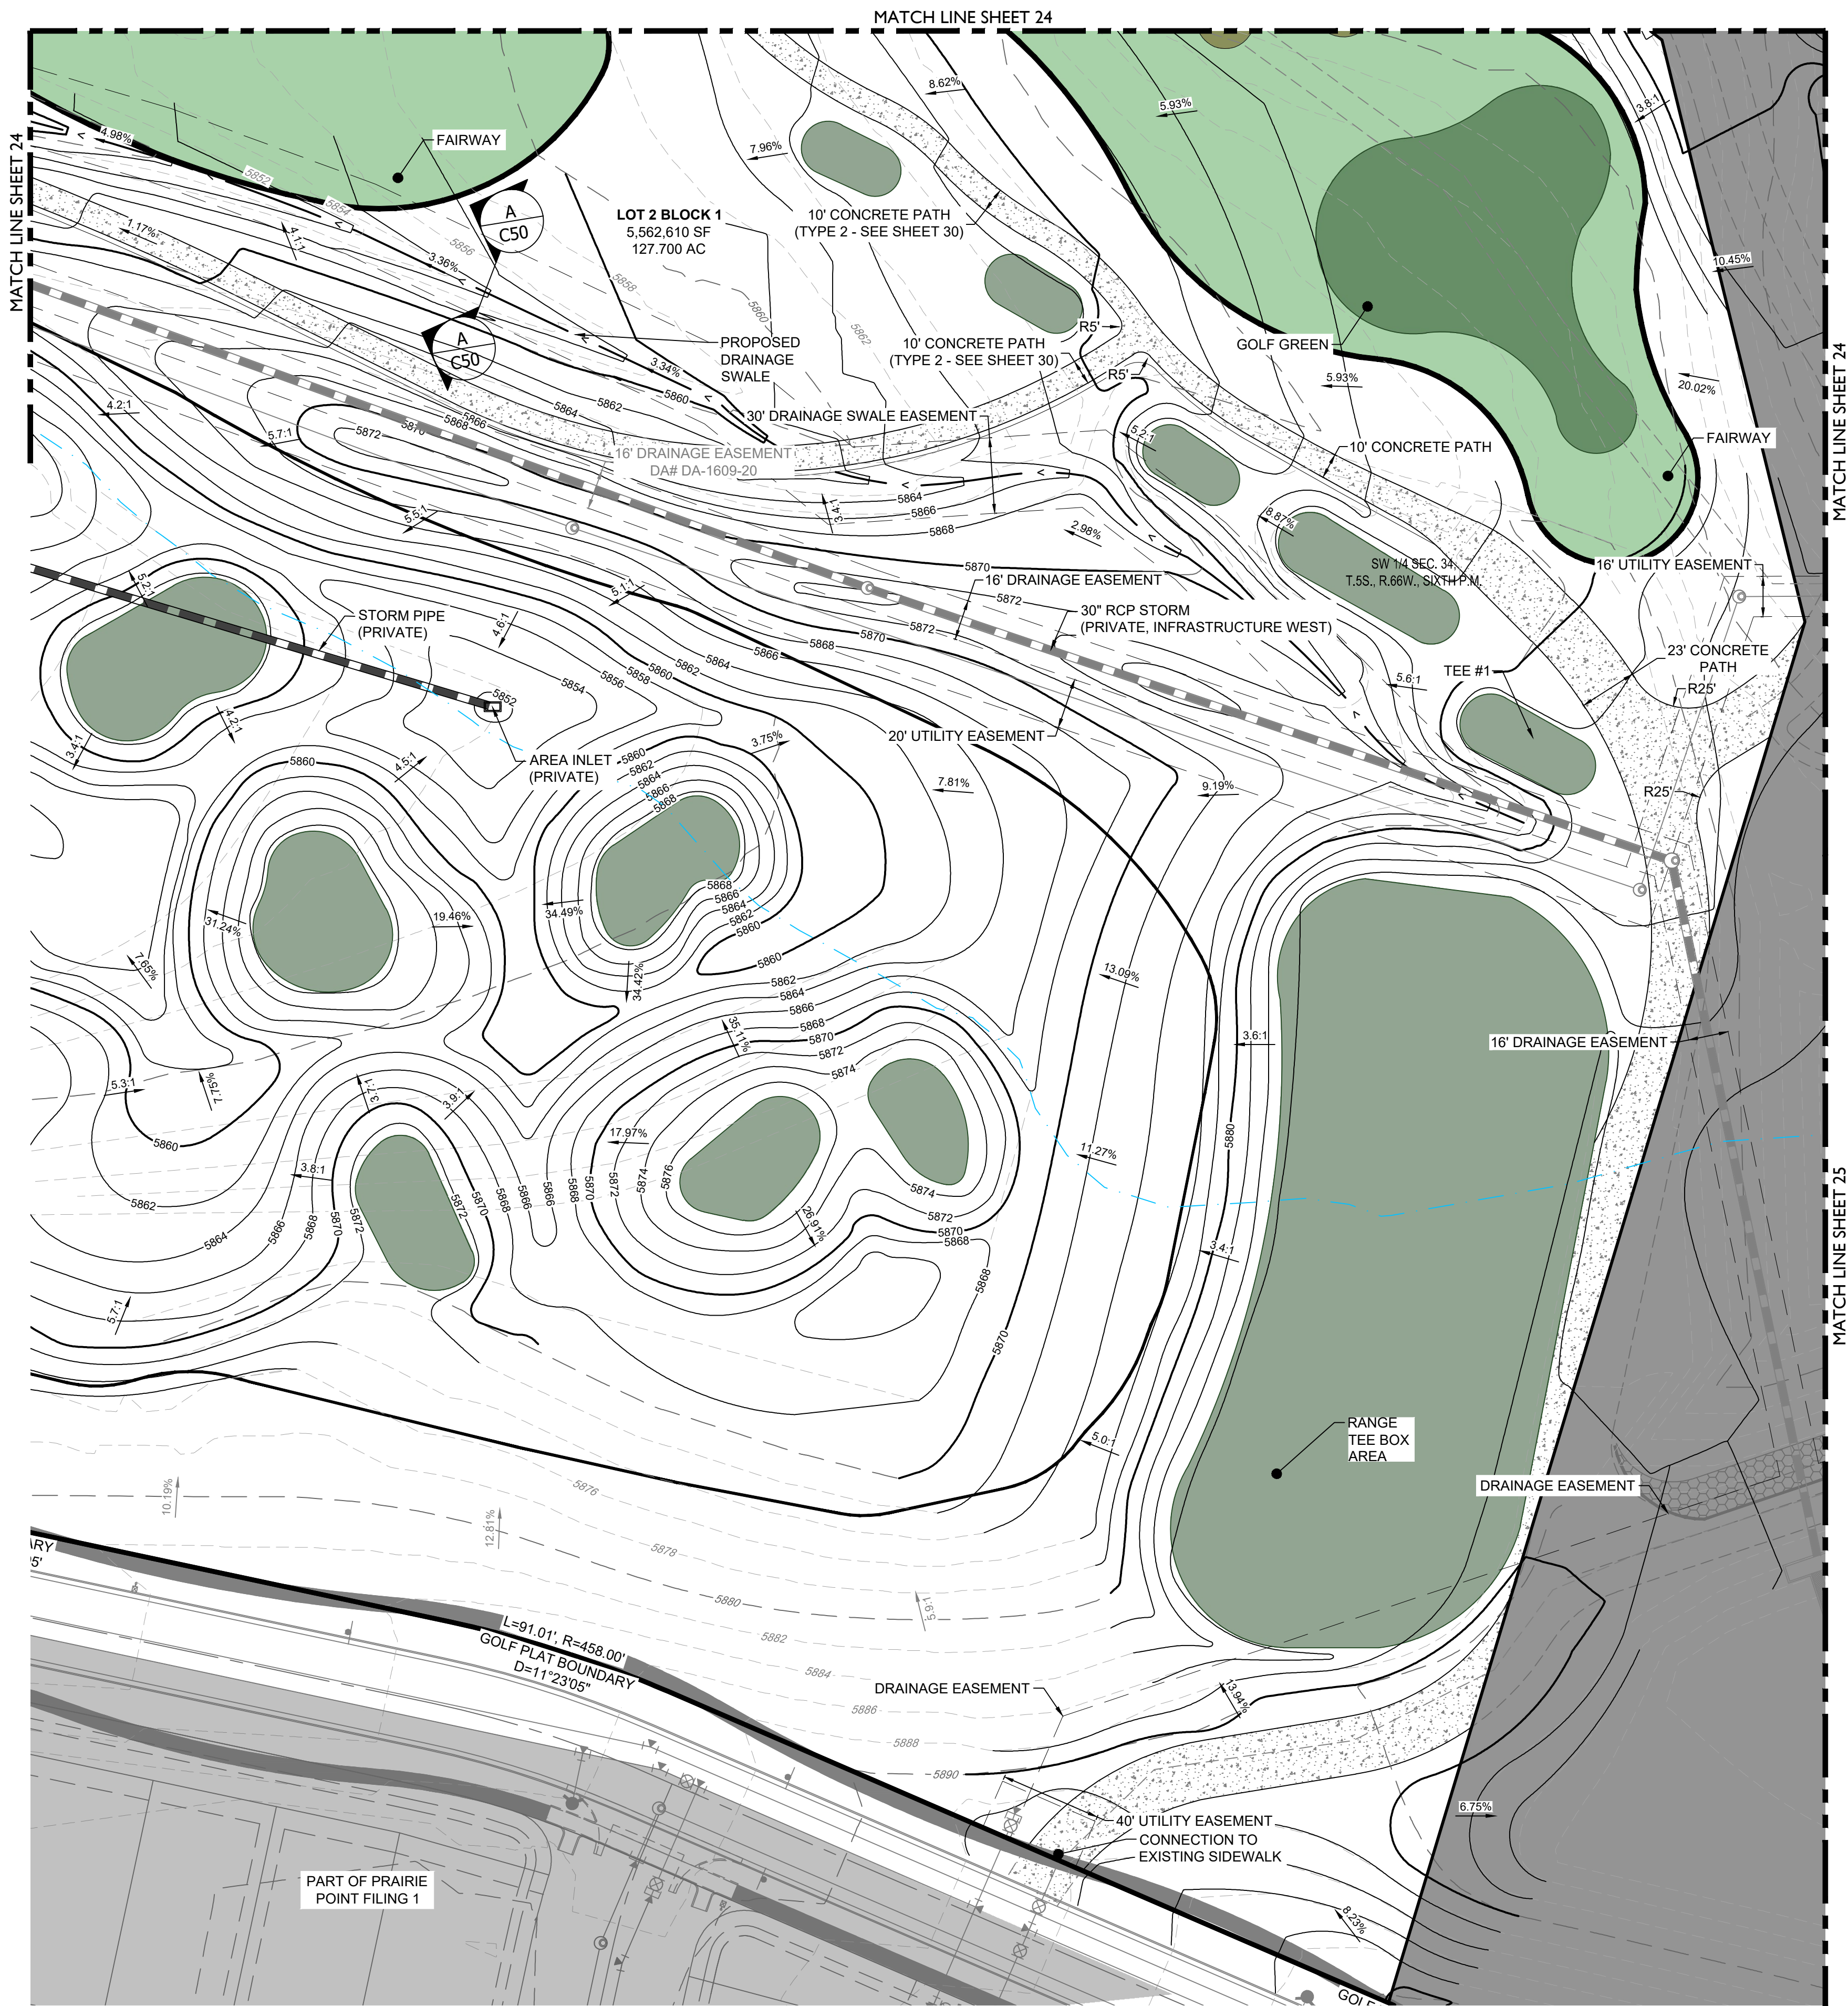 MATCH LINE SHEET 24
MATCH LINE SHEET 24
MATCH LINE SHEET 24
MATCH LINE SHEET 25
8.62%
5.93%
3.8:1
4.98%
FAIRWAY
7.96%
5852
5854
5856
5858
5860
5862
A
C50
LOT 2 BLOCK 1
5,562,610 SF
127.700 AC
10' CONCRETE PATH
(TYPE 2 - SEE SHEET 30)
1.17%
4.1:1
3.36%
10.45%
A
C50
PROPOSED
DRAINAGE
SWALE
10' CONCRETE PATH
(TYPE 2 - SEE SHEET 30)
R5'
R5'
GOLF GREEN
5.93%
20.02%
3.34%
4.2:1
5.7:1
5872
5870
5868
5866
5864
5862
5860
30' DRAINAGE SWALE EASEMENT
16' DRAINAGE EASEMENT
DA# DA-1609-20
5.2:1
10' CONCRETE PATH
FAIRWAY
5.5:1
3.4:1
5864
5866
5868
2.98%
8.87%
5870
SW 1/4 SEC. 34,
T.5S., R.66W., SIXTH P.M.
16' UTILITY EASEMENT
16' DRAINAGE EASEMENT
5.2:1
5.1:1
5872
30" RCP STORM
(PRIVATE, INFRASTRUCTURE WEST)
STORM PIPE
(PRIVATE)
4.6:1
5872
5870
5868
5866
5864
5862
5860
5858
5856
5854
5852
23' CONCRETE
PATH
TEE #1
R25'
5.6:1
4.2:1
3.4:1
20' UTILITY EASEMENT
3.75%
AREA INLET
(PRIVATE)
5860
5862
5864
5866
5868
5860
4.5:1
7.81%
9.19%
R25'
5868
5866
5864
5862
5860
34.49%
19.46%
31.24%
7.65%
34.42%
5860
5862
5864
5866
5868
5870
5872
5874
13.09%
35.11%
3.6:1
16' DRAINAGE EASEMENT
5.3:1
7.75%
3.7:1
3.9:1
5860
17.97%
11.27%
5880
3.8:1
5862
5864
5866
5868
5870
5872
5872
5870
5868
5866
5866
5868
5870
5872
5874
5876
26.91%
5874
5872
5870
5868
5868
5870
3.4:1
5.7:1
RANGE
TEE BOX
AREA
5.0:1
DRAINAGE EASEMENT
10.19%
12.81%
5876
5878
5880
5882
5884
5886
5888
5890
5.9:1
L=91.01', R=458.00'
GOLF PLAT BOUNDARY
D=11°23'05"
DRAINAGE EASEMENT
13.94%
6.75%
40' UTILITY EASEMENT
CONNECTION TO
EXISTING SIDEWALK
PART OF PRAIRIE
POINT FILING 1
8.23%